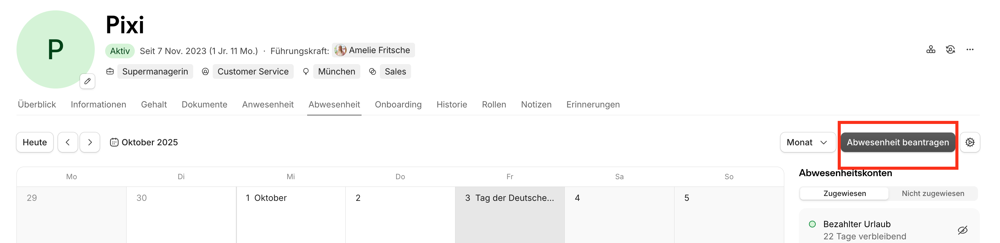 P
Pixi
Aktiv Seit 7 Nov. 2023 (1 Jr. 11 Mo.) · Führungskraft: Amelie Fritsche
Supermanagerin Customer Service München Sales
Überblick Informationen Gehalt Dokumente Anwesenheit Abwesenheit Onboarding Historie Rollen Notizen Erinnerungen
Heute Oktober 2025 Monat Abwesenheit beantragen
Abwesenheitskonten
Mo Di Mi Do Fr Sa So
Zugewiesen Nicht zugewiesen
29 30 1 Oktober 2 3 Tag der Deutsche... 4 5
Bezahlter Urlaub
22 Tage verbleibend